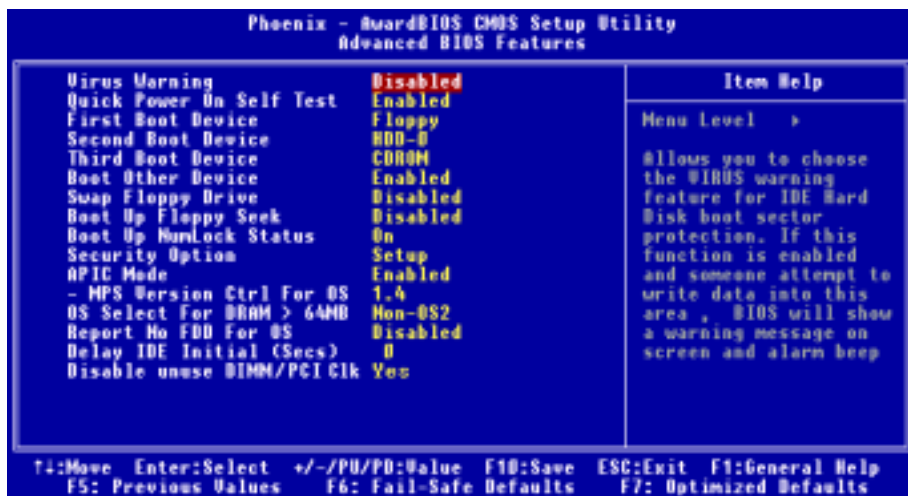 Phoenix - AwardBIOS CMOS Setup Utility
Advanced BIOS Features
Virus Warning Disabled
Quick Power On Self Test Enabled
First Boot Device Floppy
Second Boot Device HDD-0
Third Boot Device CDROM
Boot Other Device Enabled
Swap Floppy Drive Disabled
Boot Up Floppy Seek Disabled
Boot Up NumLock Status On
Security Option Setup
APIC Mode Enabled
- MPS Version Ctrl For OS 1.4
OS Select For DRAM > 64MB Non-OS2
Report No FDD For OS Disabled
Delay IDE Initial (Secs) 0
Disable unuse DIMM/PCI Clk Yes
Item Help
Menu Level ▸
Allows you to choose
the VIRUS warning
feature for IDE Hard
Disk boot sector
protection. If this
function is enabled
and someone attempt to
write data into this
area , BIOS will show
a warning message on
screen and alarm beep
↑↓:Move Enter:Select +/-/PU/PD:Value F10:Save ESC:Exit F1:General Help
F5: Previous Values F6: Fail-Safe Defaults F7: Optimized Defaults